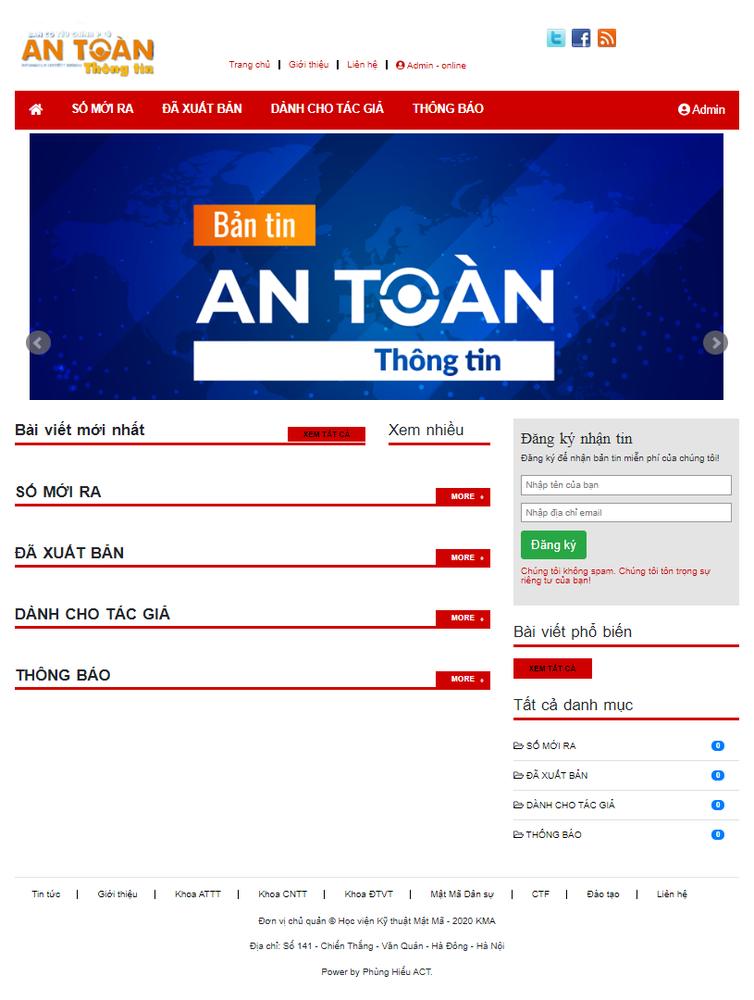 BAN CƠ YẾU CHÍNH PHỦ
AN TOÀN
Thông tin
Trang chủ
Giới thiệu
Liên hệ
Admin - online
SỐ MỚI RA
ĐÃ XUẤT BẢN
DÀNH CHO TÁC GIẢ
THÔNG BÁO
Admin
Bản tin
AN TOÀN
Thông tin
Bài viết mới nhất
XEM TẤT CẢ
Xem nhiều
SỐ MỚI RA
MORE
ĐÃ XUẤT BẢN
MORE
DÀNH CHO TÁC GIẢ
MORE
THÔNG BÁO
MORE
Đăng ký nhận tin
Đăng ký để nhận bản tin miễn phí của chúng tôi!
Nhập tên của bạn
Nhập địa chỉ email
Đăng ký
Chúng tôi không spam. Chúng tôi tôn trọng sự
riêng tư của bạn!
Bài viết phổ biến
XEM TẤT CẢ
Tất cả danh mục
SỐ MỚI RA 0
ĐÃ XUẤT BẢN 0
DÀNH CHO TÁC GIẢ 0
THÔNG BÁO 0
Tin tức | Giới thiệu | Khoa ATTT | Khoa CNTT | Khoa ĐTVT | Mật Mã Dân sự | CTF | Đào tạo | Liên hệ
Đơn vị chủ quản © Học viện Kỹ thuật Mật Mã - 2020 KMA
Địa chỉ: Số 141 - Chiến Thắng - Văn Quán - Hà Đông - Hà Nội
Power by Phùng Hiếu ACT.